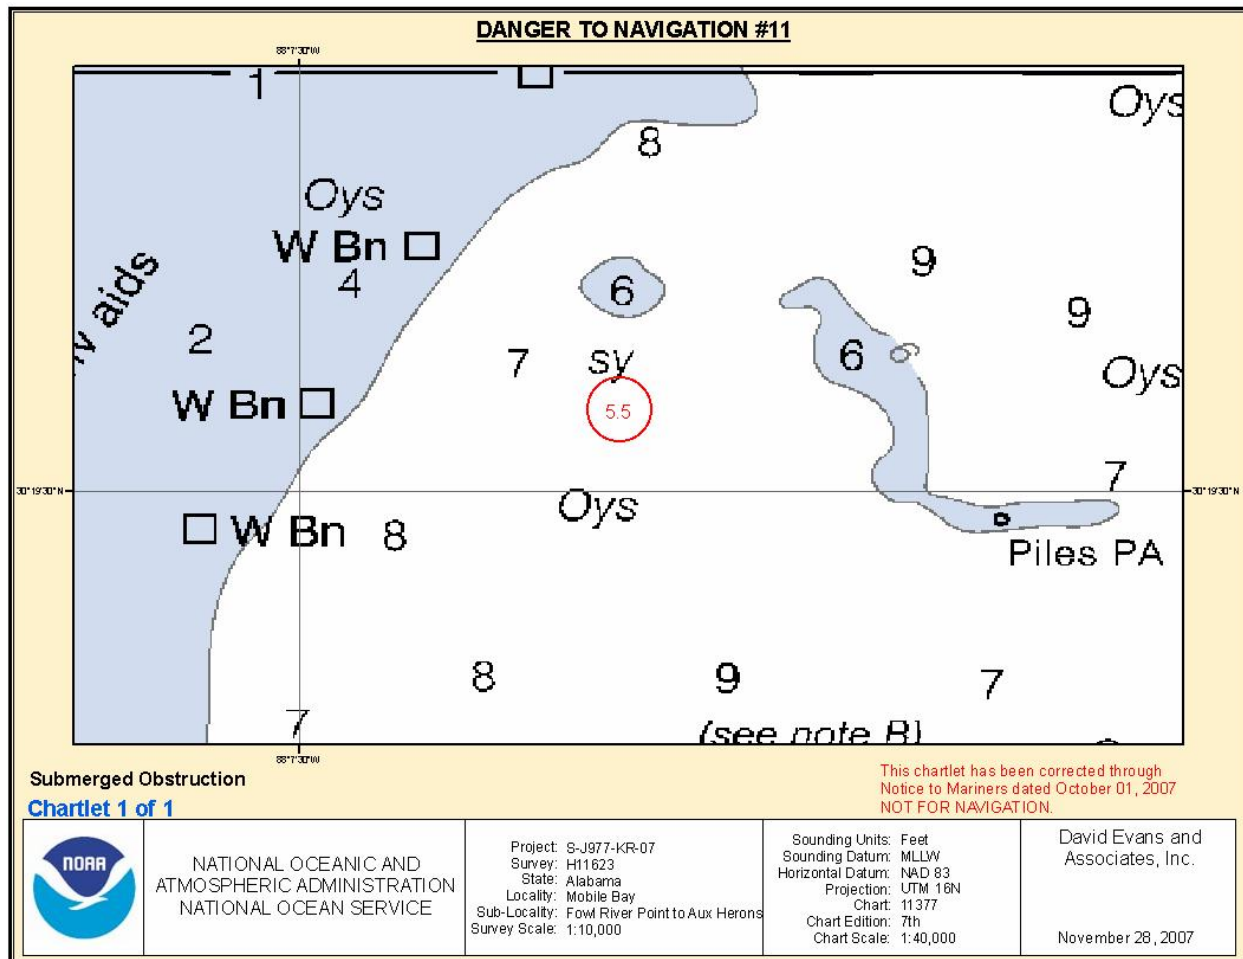 DANGER TO NAVIGATION #11
88°7'30"W
1
Oys
8
Oys
W Bn
4
9
6
9
y aids
2
7
sy
6
Oys
W Bn
5.5
7
30°19'30"N
30°19'30"N
Oys
W Bn
8
Piles PA
8
9
7
7
(see note B)
88°7'30"W
Submerged Obstruction
Chartlet 1 of 1
This chartlet has been corrected through
Notice to Mariners dated October 01, 2007
NOT FOR NAVIGATION.
NOAA
NATIONAL OCEANIC AND
ATMOSPHERIC ADMINISTRATION
NATIONAL OCEAN SERVICE
Project: S-J977-KR-07
Survey: H11623
State: Alabama
Locality: Mobile Bay
Sub-Locality: Fowl River Point to Aux Herons
Survey Scale: 1:10,000
Sounding Units: Feet
Sounding Datum: MLLW
Horizontal Datum: NAD 83
Projection: UTM 16N
Chart: 11377
Chart Edition: 7th
Chart Scale: 1:40,000
David Evans and
Associates, Inc.
November 28, 2007